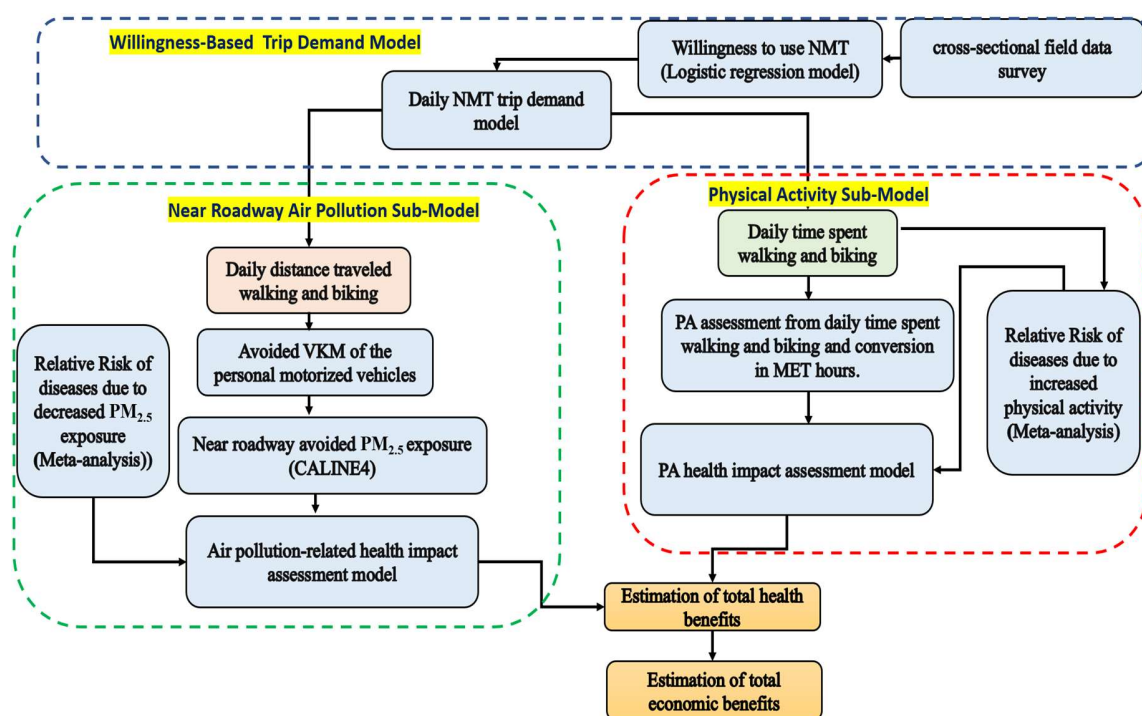 Willingness-Based Trip Demand Model
Willingness to use NMT
(Logistic regression model)
cross-sectional field data
survey
Daily NMT trip demand
model
Near Roadway Air Pollution Sub-Model
Daily distance traveled
walking and biking
Avoided VKM of the
personal motorized vehicles
Relative Risk of
diseases due to
decreased PM2.5
exposure
(Meta-analysis))
Near roadway avoided PM2.5 exposure
(CALINE4)
Air pollution-related health impact
assessment model
Physical Activity Sub-Model
Daily time spent
walking and biking
PA assessment from daily time spent
walking and biking and conversion
in MET hours.
Relative Risk of
diseases due to
increased
physical activity
(Meta-analysis)
PA health impact assessment model
Estimation of total health
benefits
Estimation of total
economic benefits